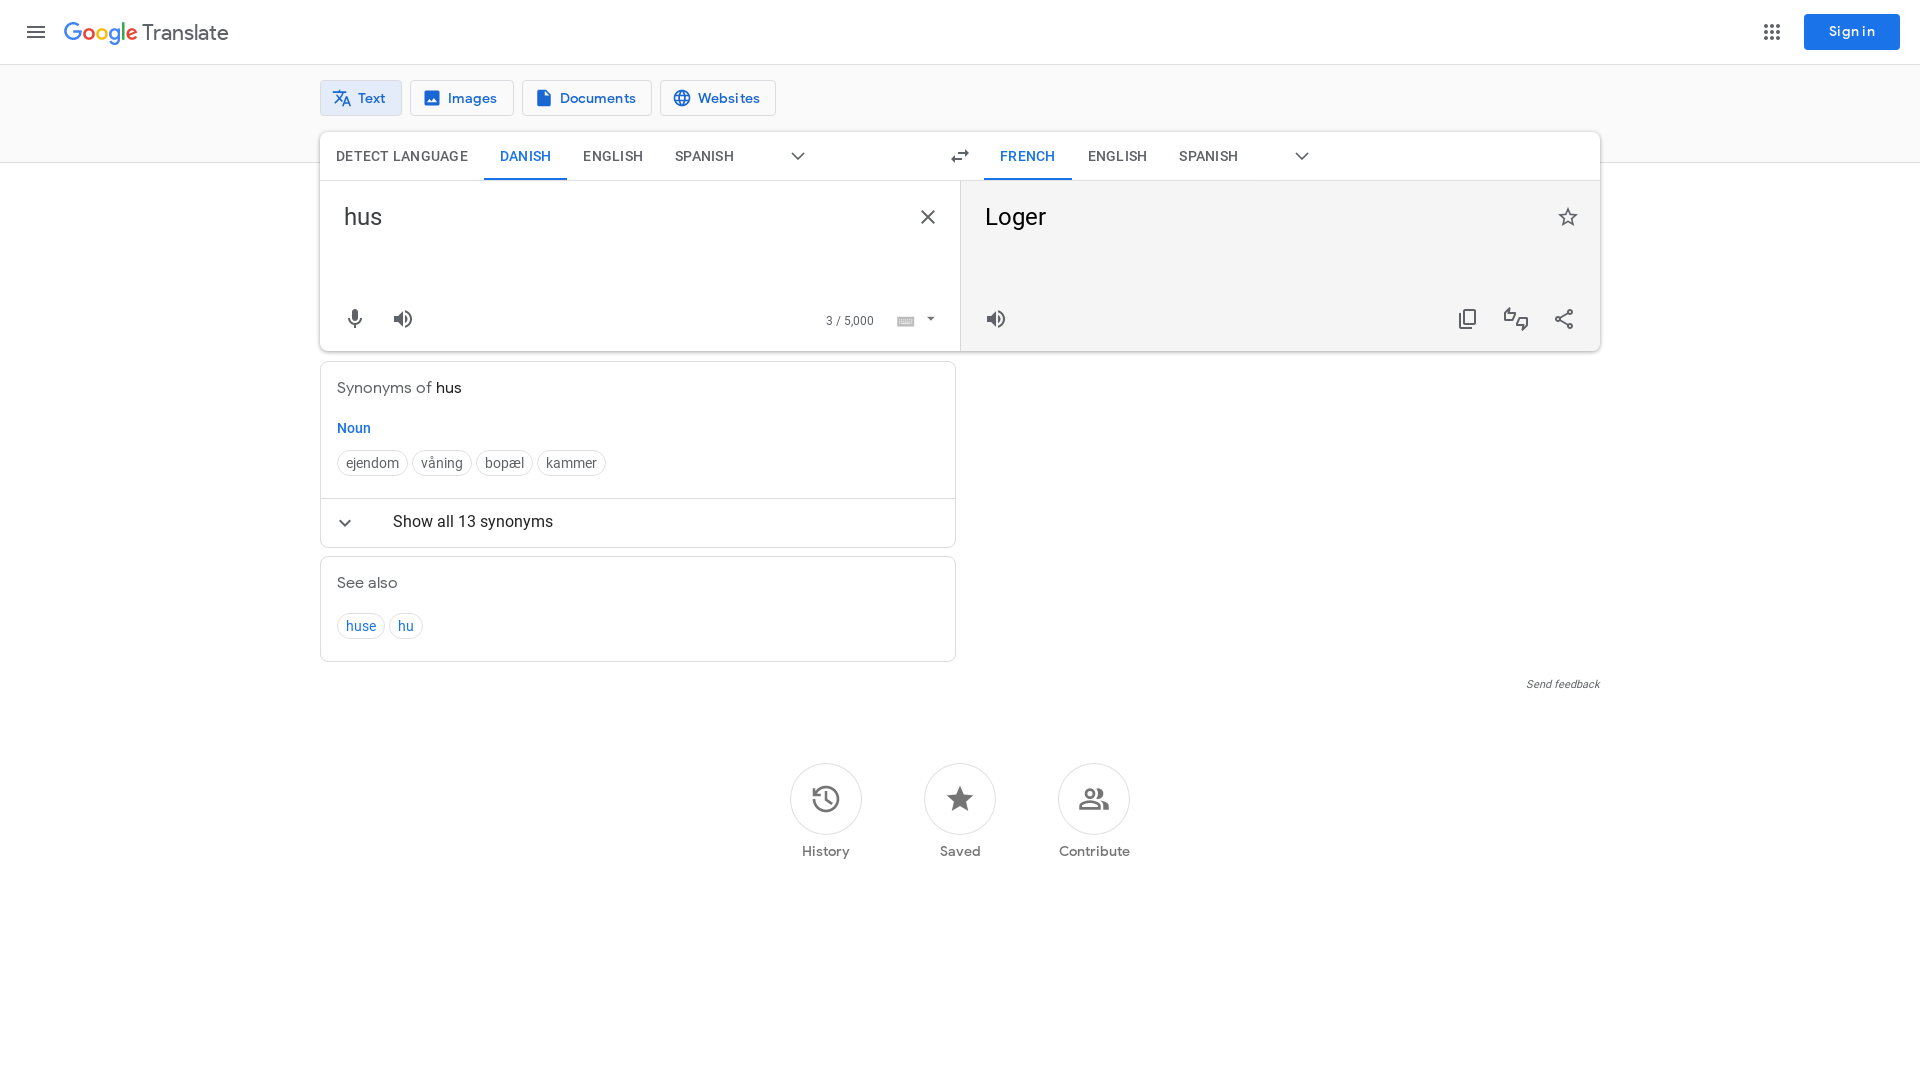 Google Translate
Sign in
Text
Images
Documents
Websites
DETECT LANGUAGE
DANISH
ENGLISH
SPANISH
FRENCH
ENGLISH
SPANISH
hus
Loger
3 / 5,000
Synonyms of hus
Noun
ejendom
våning
bopæl
kammer
Show all 13 synonyms
See also
huse
hu
Send feedback
History
Saved
Contribute